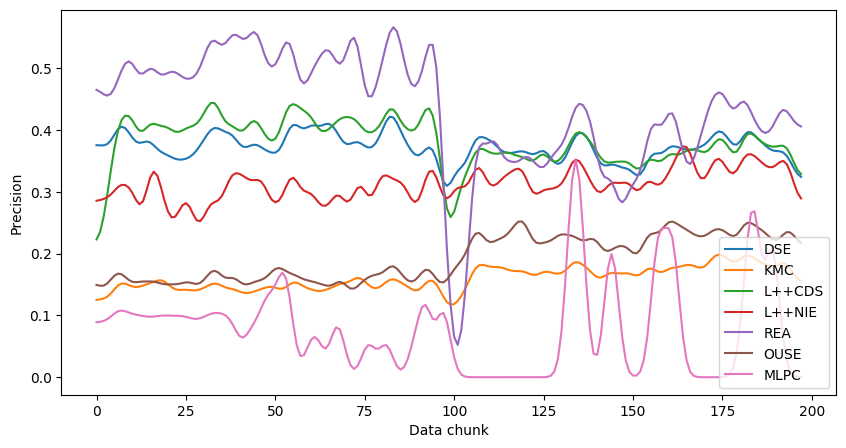 Precision
0.5
0.4
0.3
0.2
0.1
0.0
DSE
KMC
L++CDS
L++NIE
REA
OUSE
MLPC
0 25 50 75 100 125 150 175 200
Data chunk